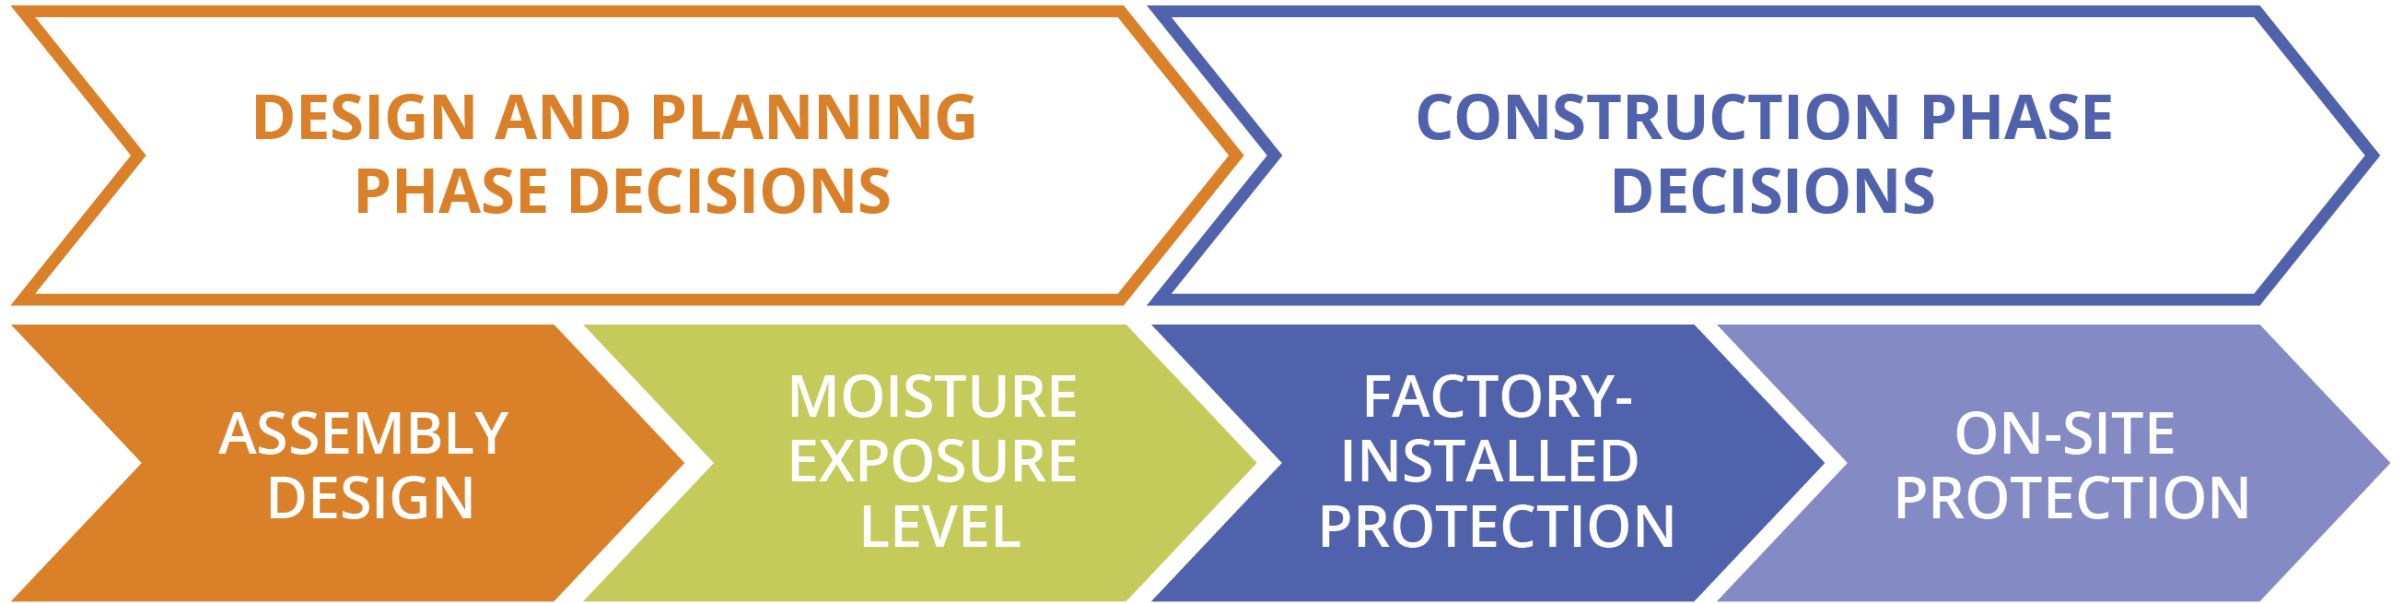 DESIGN AND PLANNING
PHASE DECISIONS
CONSTRUCTION PHASE
DECISIONS
ASSEMBLY
DESIGN
MOISTURE
EXPOSURE
LEVEL
FACTORY-
INSTALLED
PROTECTION
ON-SITE
PROTECTION